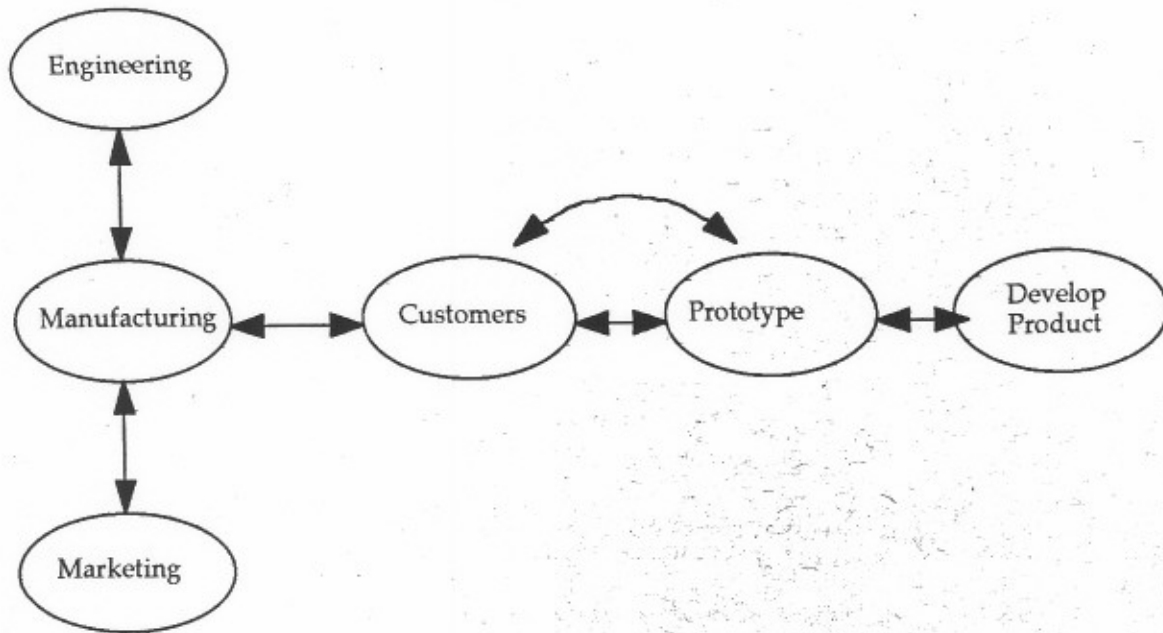 Engineering
Manufacturing
Customers
Prototype
Develop
Product
Marketing